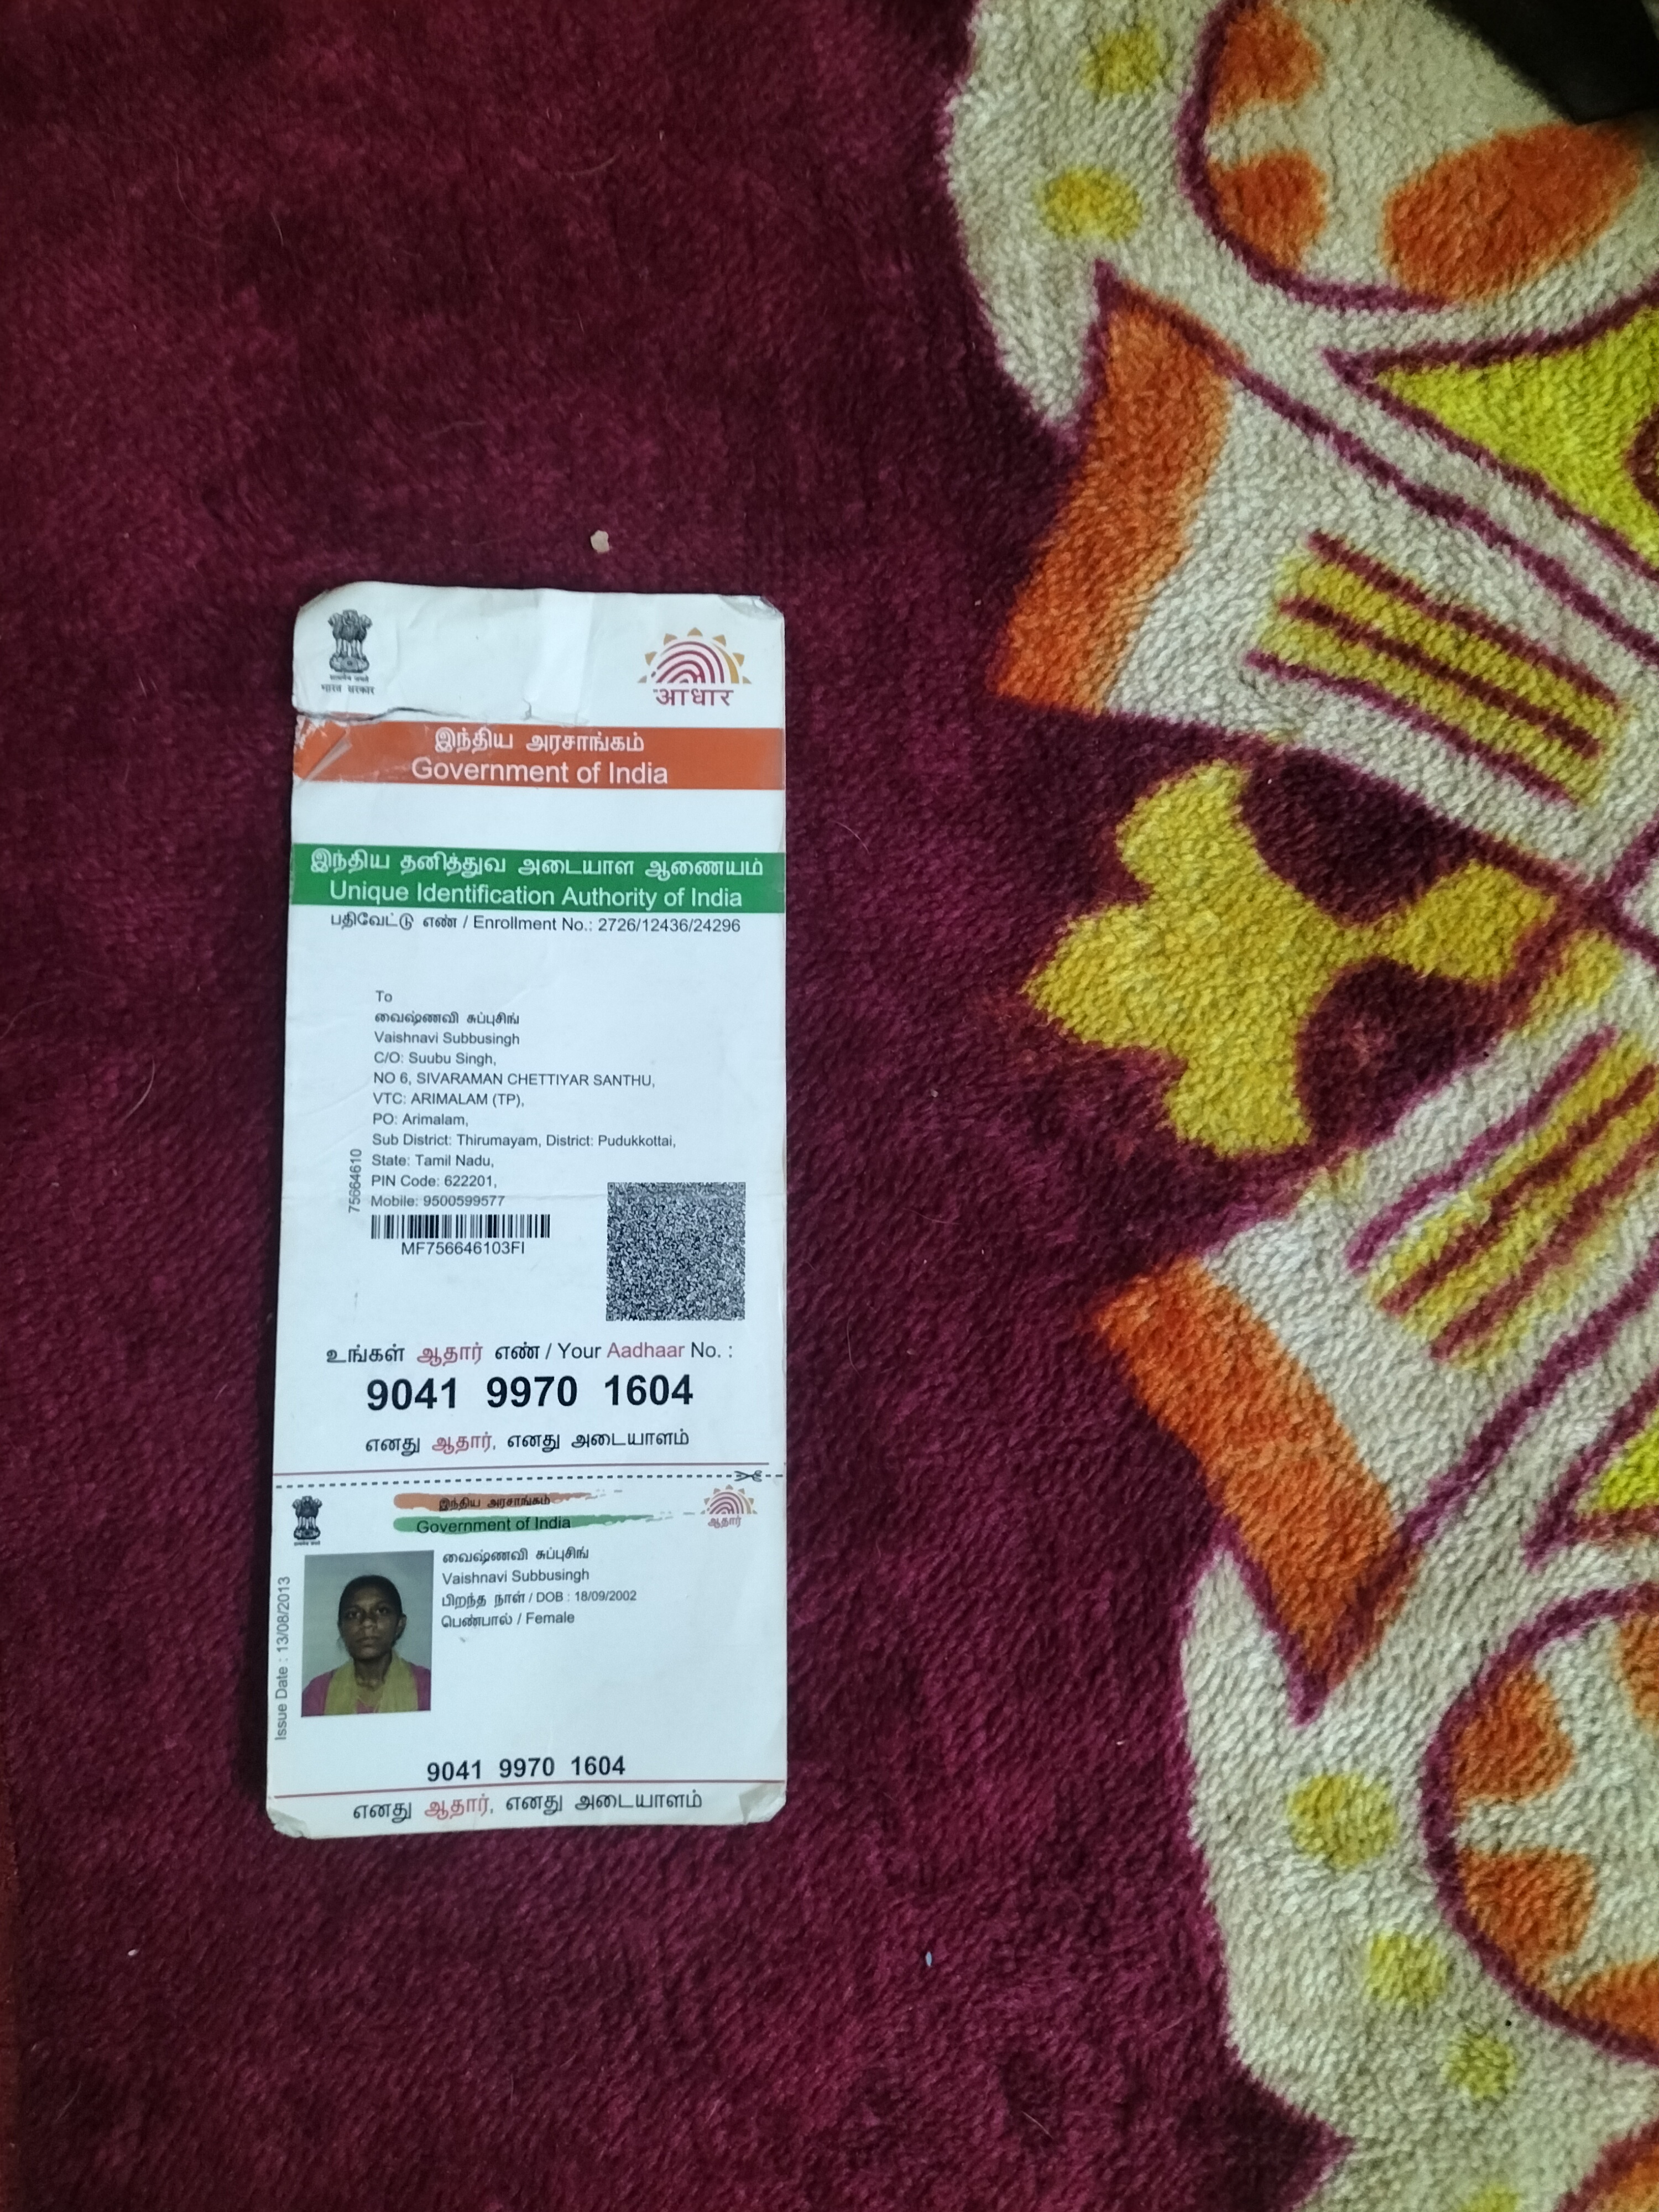 भारत सरकार
आधार
இந்திய அரசாங்கம்
Government of India
இந்திய தனித்துவ அடையாள ஆணையம்
Unique Identification Authority of India
பதிவேட்டு எண் / Enrollment No.: 2726/12436/24296
To
வைஷ்ணவி சுப்புசிங்
Vaishnavi Subbusingh
C/O: Suubu Singh,
NO 6, SIVARAMAN CHETTIYAR SANTHU,
VTC: ARIMALAM (TP),
PO: Arimalam,
Sub District: Thirumayam, District: Pudukkottai,
State: Tamil Nadu,
PIN Code: 622201,
Mobile: 9500599577
75664610
MF756646103FI
உங்கள் ஆதார் எண் / Your Aadhaar No. :
9041 9970 1604
எனது ஆதார், எனது அடையாளம்
இந்திய அரசாங்கம்
Government of India
ஆதார்
வைஷ்ணவி சுப்புசிங்
Vaishnavi Subbusingh
பிறந்த நாள் / DOB : 18/09/2002
பெண்பால் / Female
Issue Date : 13/08/2013
9041 9970 1604
எனது ஆதார், எனது அடையாளம்